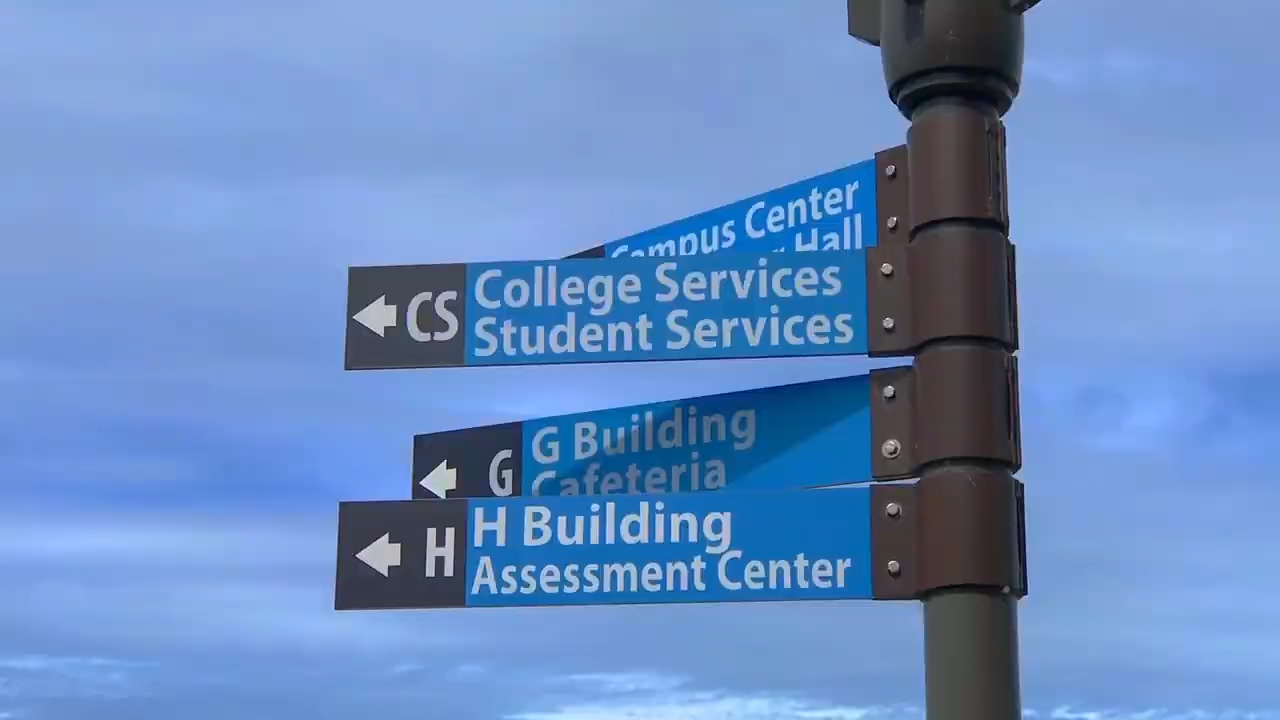 Campus Center
Hall
CS
College Services
Student Services
G
G Building
Cafeteria
H
H Building
Assessment Center